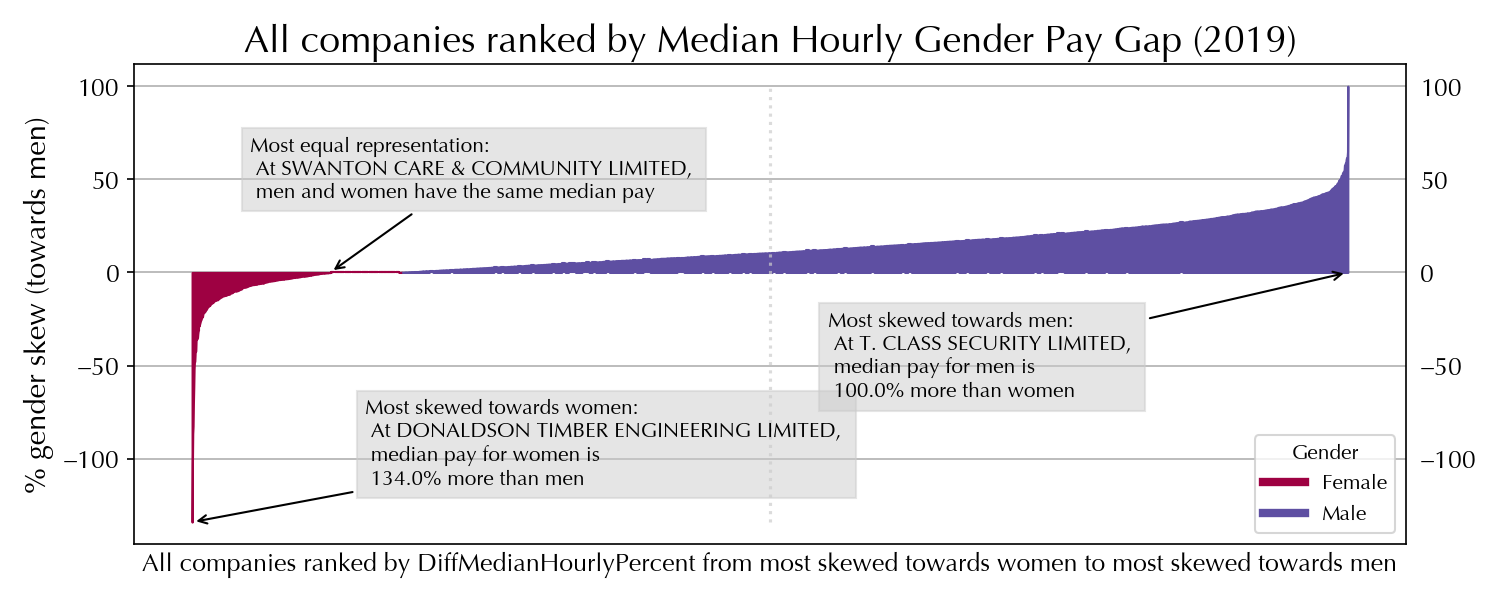 All companies ranked by Median Hourly Gender Pay Gap (2019)
% gender skew (towards men)
100
50
0
−50
−100
100
50
0
−50
−100
Most equal representation:
At SWANTON CARE & COMMUNITY LIMITED,
men and women have the same median pay
Most skewed towards men:
At T. CLASS SECURITY LIMITED,
median pay for men is
100.0% more than women
Most skewed towards women:
At DONALDSON TIMBER ENGINEERING LIMITED,
median pay for women is
134.0% more than men
Gender
Female
Male
All companies ranked by DiffMedianHourlyPercent from most skewed towards women to most skewed towards men